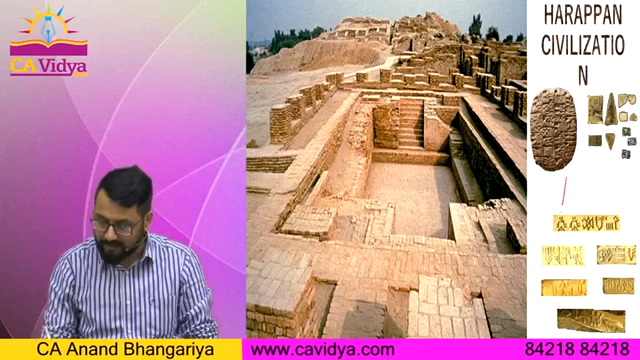 CA Vidya
HARAPPAN
CIVILIZATIO
N
CA Anand Bhangariya
www.cavidya.com
84218 84218